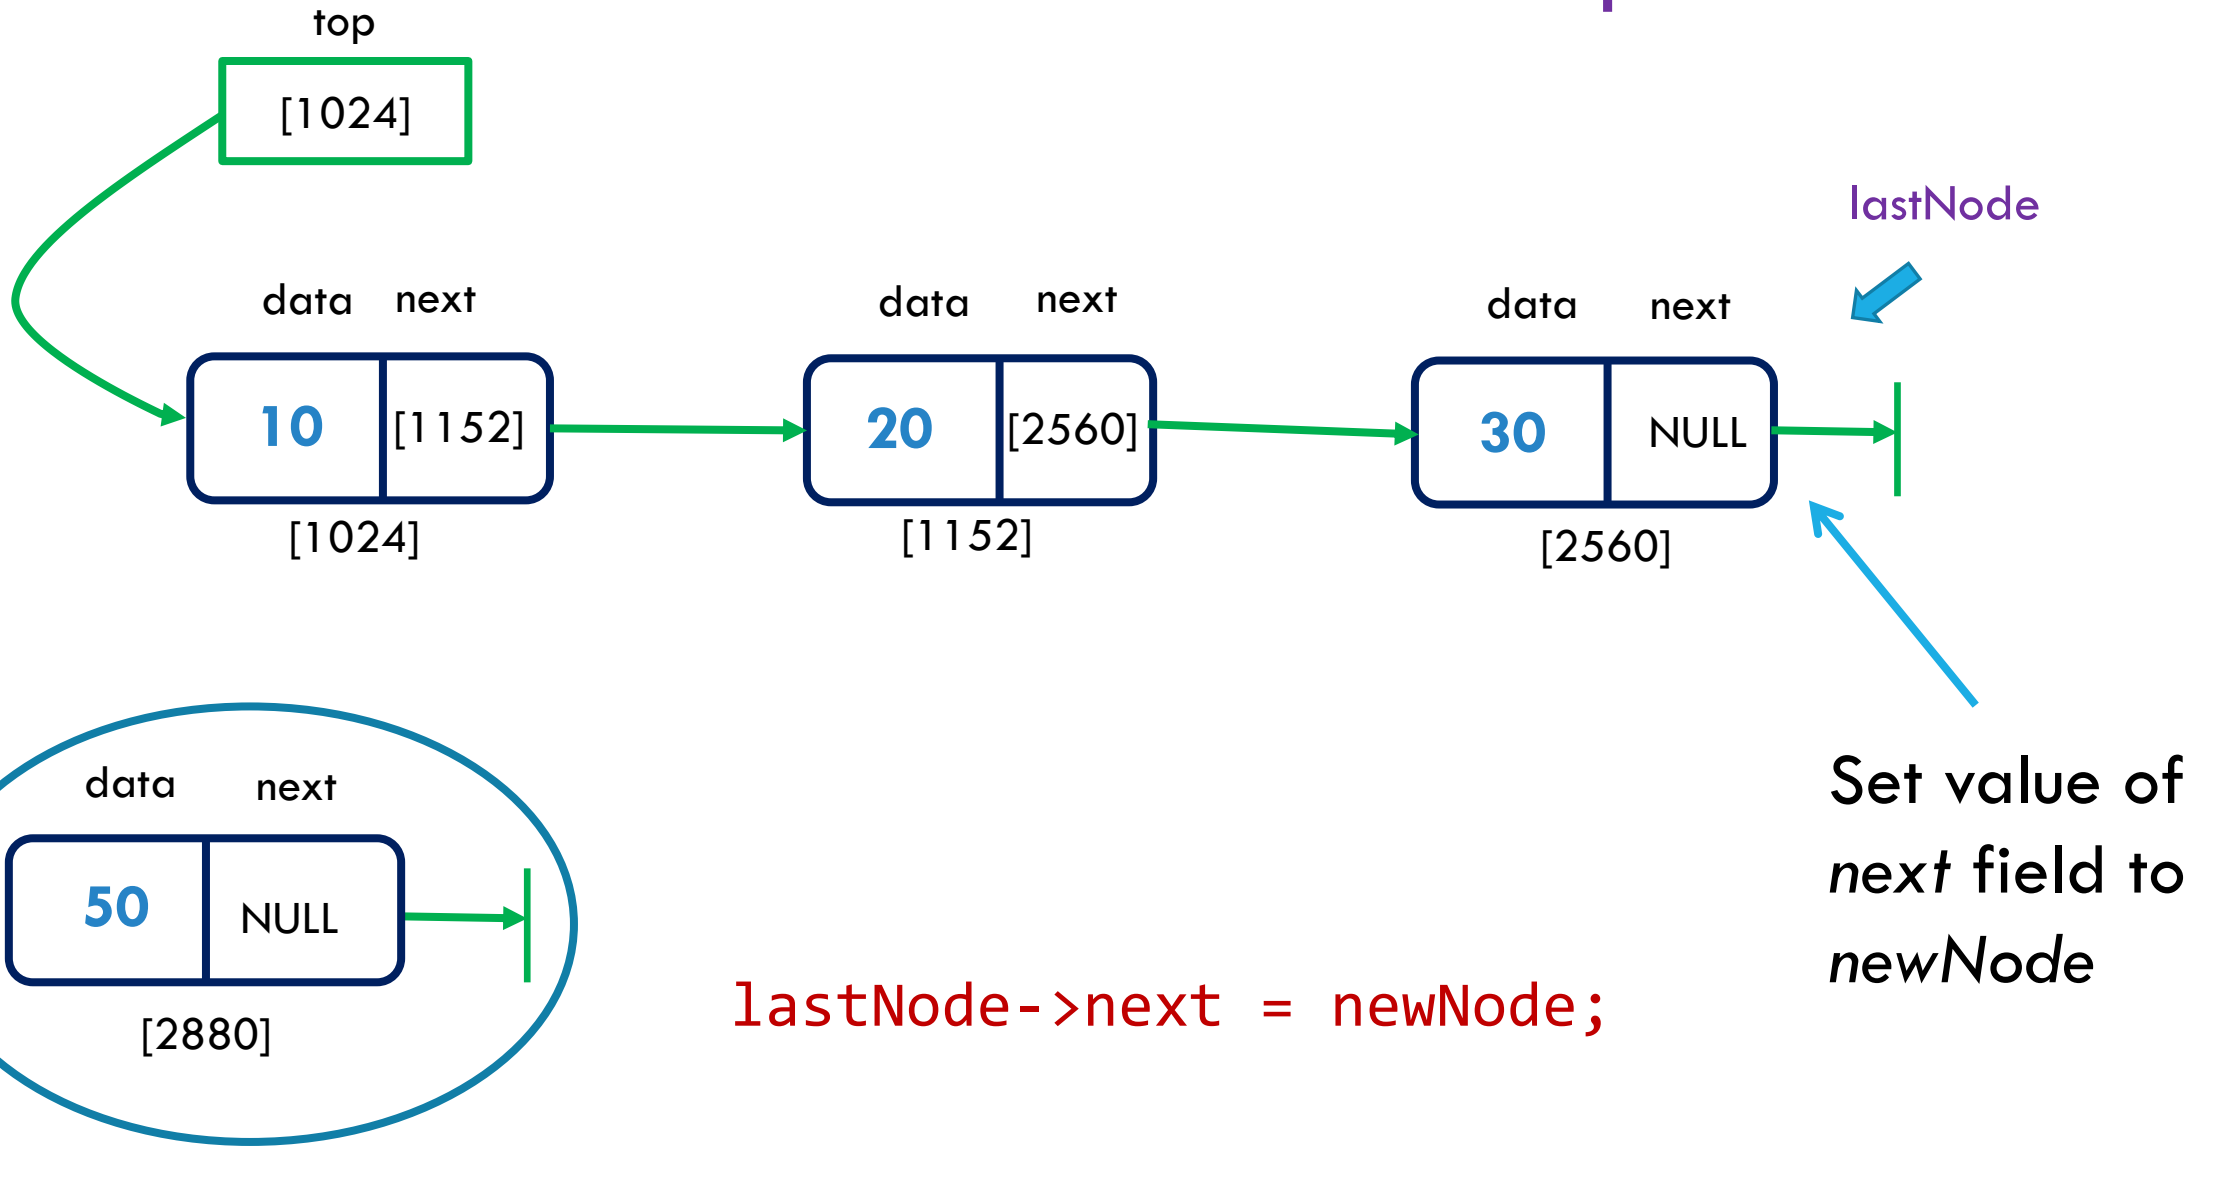 top
[1024]
lastNode
data next
data next
data next
10 [1152]
20 [2560]
30 NULL
[1024]
[1152]
[2560]
data next
50 NULL
[2880]
Set value of
next field to
newNode
lastNode->next = newNode;